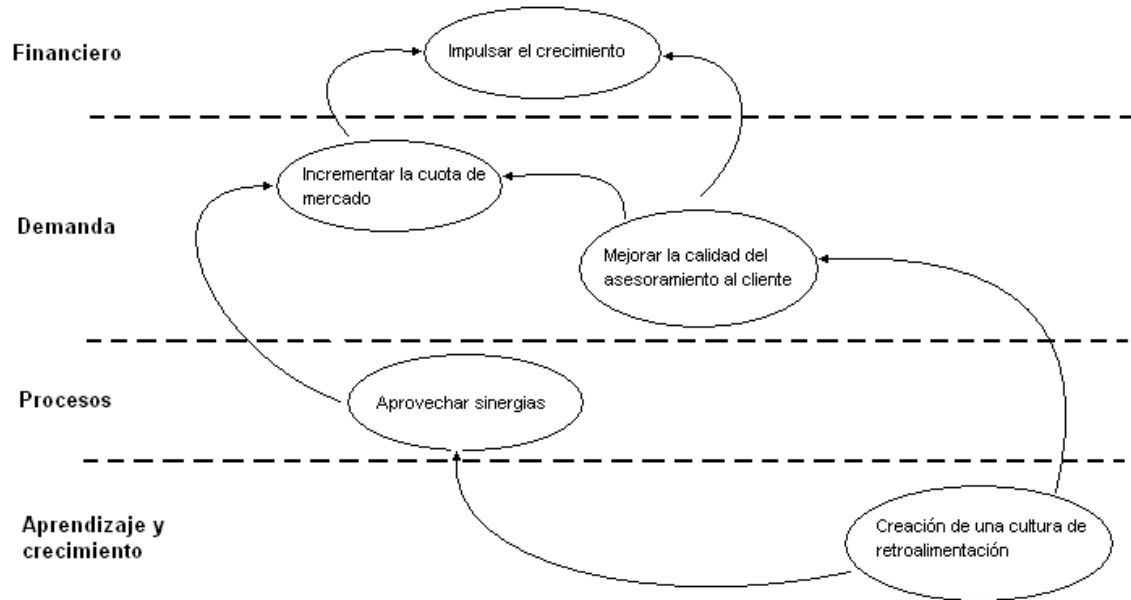 Financiero
Impulsar el crecimiento
Incrementar la cuota de
mercado
Demanda
Mejorar la calidad del
asesoramiento al cliente
Procesos
Aprovechar sinergias
Aprendizaje y
crecimiento
Creación de una cultura de
retroalimentación